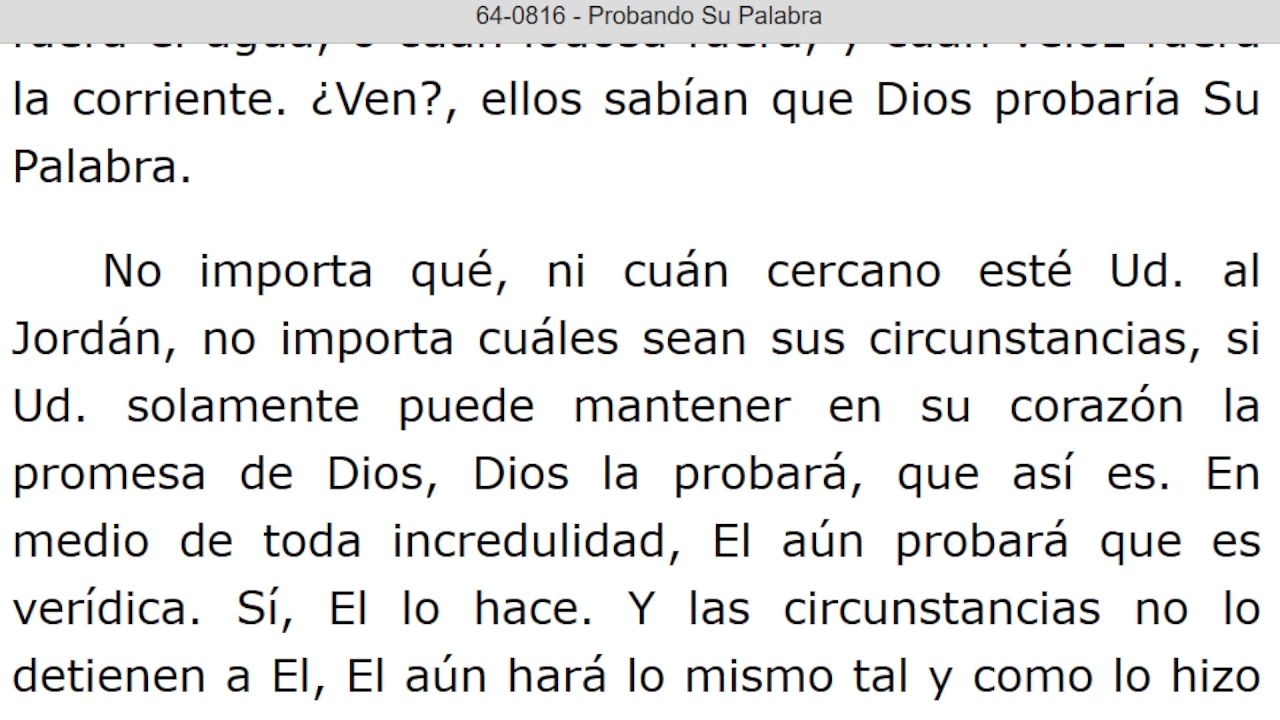 64-0816 - Probando Su Palabra
la corriente. ¿Ven?, ellos sabían que Dios probaría Su
Palabra.
No importa qué, ni cuán cercano esté Ud. al
Jordán, no importa cuáles sean sus circunstancias, si
Ud. solamente puede mantener en su corazón la
promesa de Dios, Dios la probará, que así es. En
medio de toda incredulidad, El aún probará que es
verídica. Sí, El lo hace. Y las circunstancias no lo
detienen a El, El aún hará lo mismo tal y como lo hizo